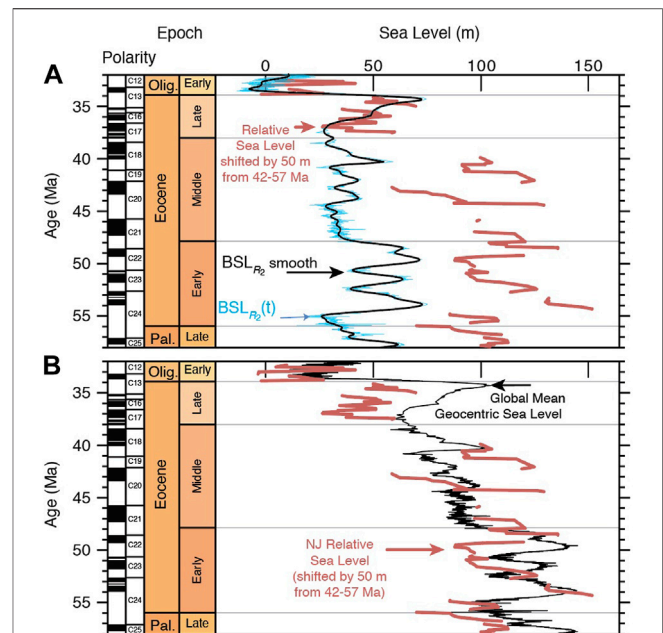 Epoch
Sea Level (m)
Polarity
0
50
100
150
A
C12
C13
C16
C17
C18
C19
C20
C21
C22
C23
C24
C25
Olig.
Early
Eocene
Late
Middle
Early
Pal.
Late
35
40
45
50
55
Age (Ma)
Relative
Sea Level
shifted by 50 m
from 42-57 Ma
BSL R2 smooth
BSL R2(t)
B
C12
C13
C16
C17
C18
C19
C20
C21
C22
C23
C24
C25
Olig.
Early
Eocene
Late
Middle
Early
Pal.
Late
35
40
45
50
55
Age (Ma)
Global Mean
Geocentric Sea Level
NJ Relative
Sea Level
(shifted by 50 m
from 42-57 Ma)